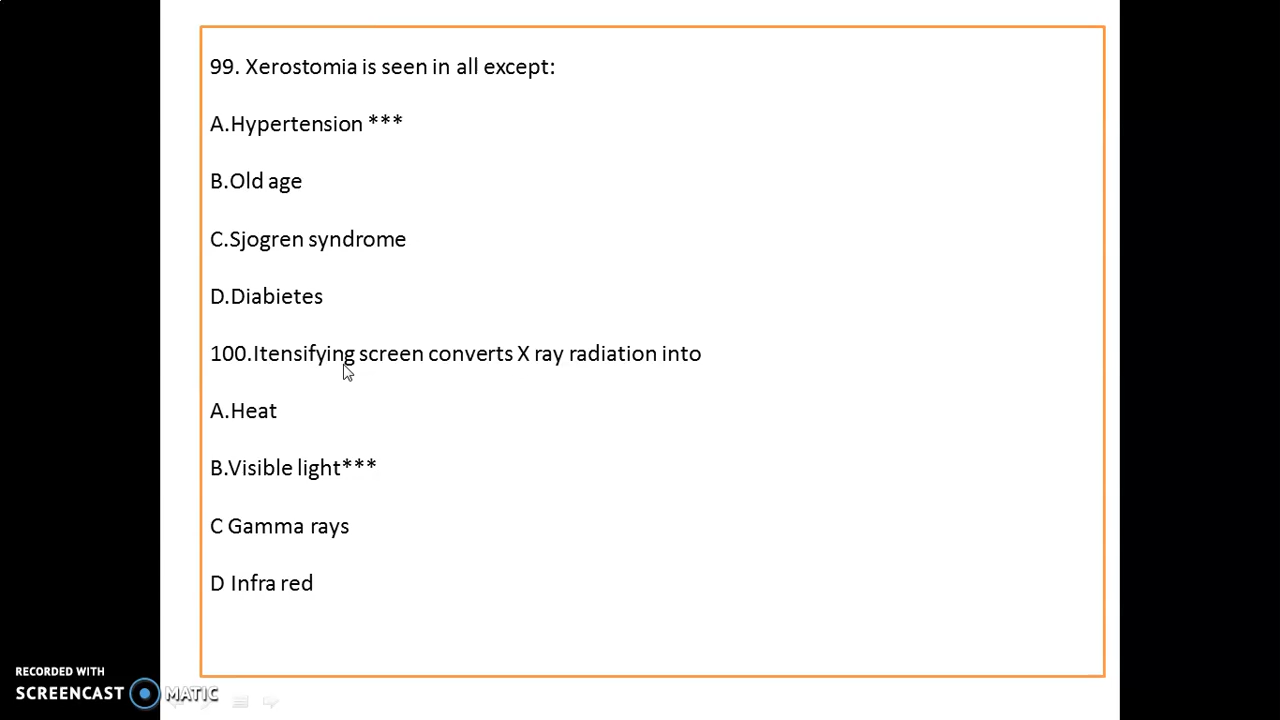 99. Xerostomia is seen in all except:
A.Hypertension ***
B.Old age
C.Sjogren syndrome
D.Diabietes
100.Itensifying screen converts X ray radiation into
A.Heat
B.Visible light***
C Gamma rays
D Infra red
RECORDED WITH
SCREENCAST MATIC